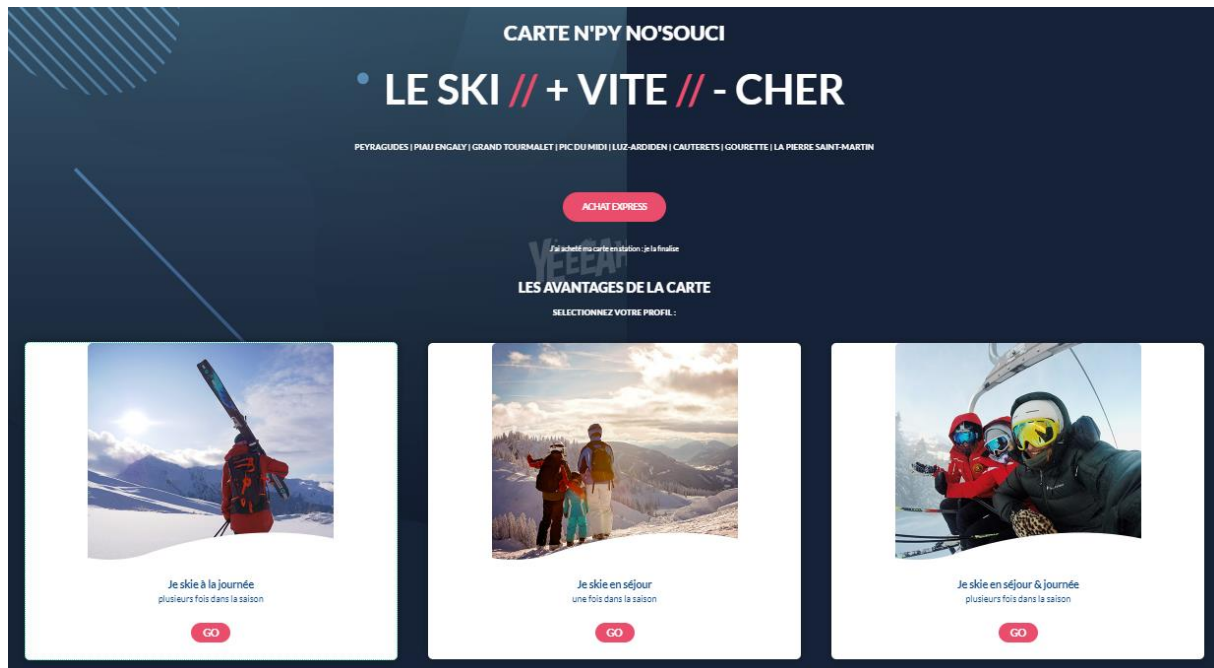 CARTE N'PY NO'SOUCI
LE SKI // + VITE // - CHER
PEYRAGUDES | PIAU ENGALY | GRAND TOURMALET | PIC DU MIDI | LUZ-ARDIDEN | CAUTERETS | GOURETTE | LA PIERRE SAINT-MARTIN
ACHAT EXPRESS
YEEEAH
J'ai acheté ma carte en station : je la finalise
LES AVANTAGES DE LA CARTE
SELECTIONNEZ VOTRE PROFIL :
Je skie à la journée
plusieurs fois dans la saison
GO
Je skie en séjour
une fois dans la saison
GO
Je skie en séjour & journée
plusieurs fois dans la saison
GO